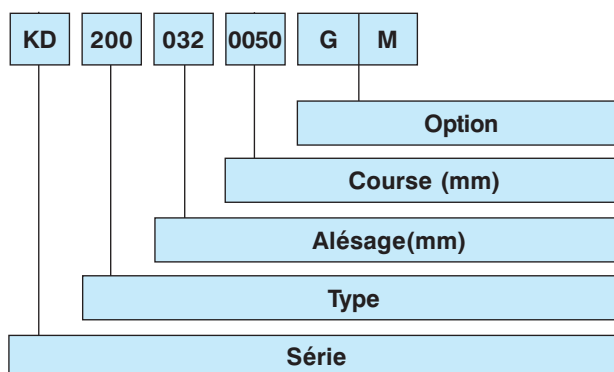 KD 200 032 0050 G M
Option
Course (mm)
Alésage(mm)
Type
Série